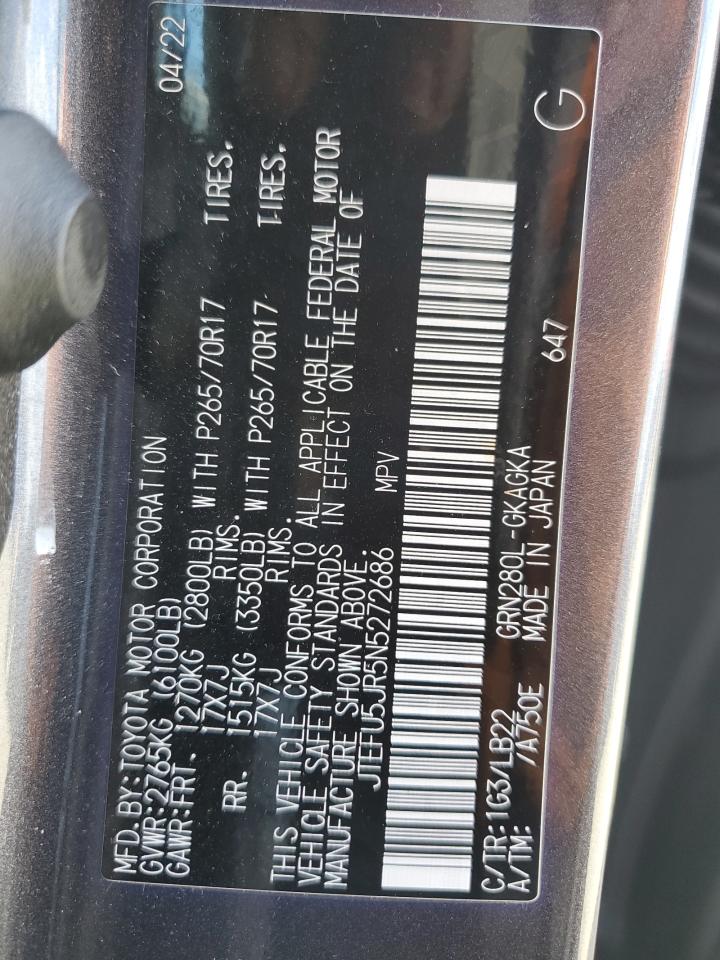 MFD.BY:TOYOTA MOTOR CORPORATION 04/22
GVWR:2765KG (6100LB)
GAWR:FRT. 1270KG (2800LB) WITH P265/70R17 TIRES.
17X7J RIMS.
RR. 1515KG (3350LB) WITH P265/70R17 TIRES.
17X7J RIMS.
THIS VEHICLE CONFORMS TO ALL APPLICABLE FEDERAL MOTOR
VEHICLE SAFETY STANDARDS IN EFFECT ON THE DATE OF
MANUFACTURE SHOWN ABOVE.
JTEFU5JR5N5272686 MPV
C/TR:1G3/LB22 GRN280L-GKAGKA 647 G
A/TM: /A750E MADE IN JAPAN